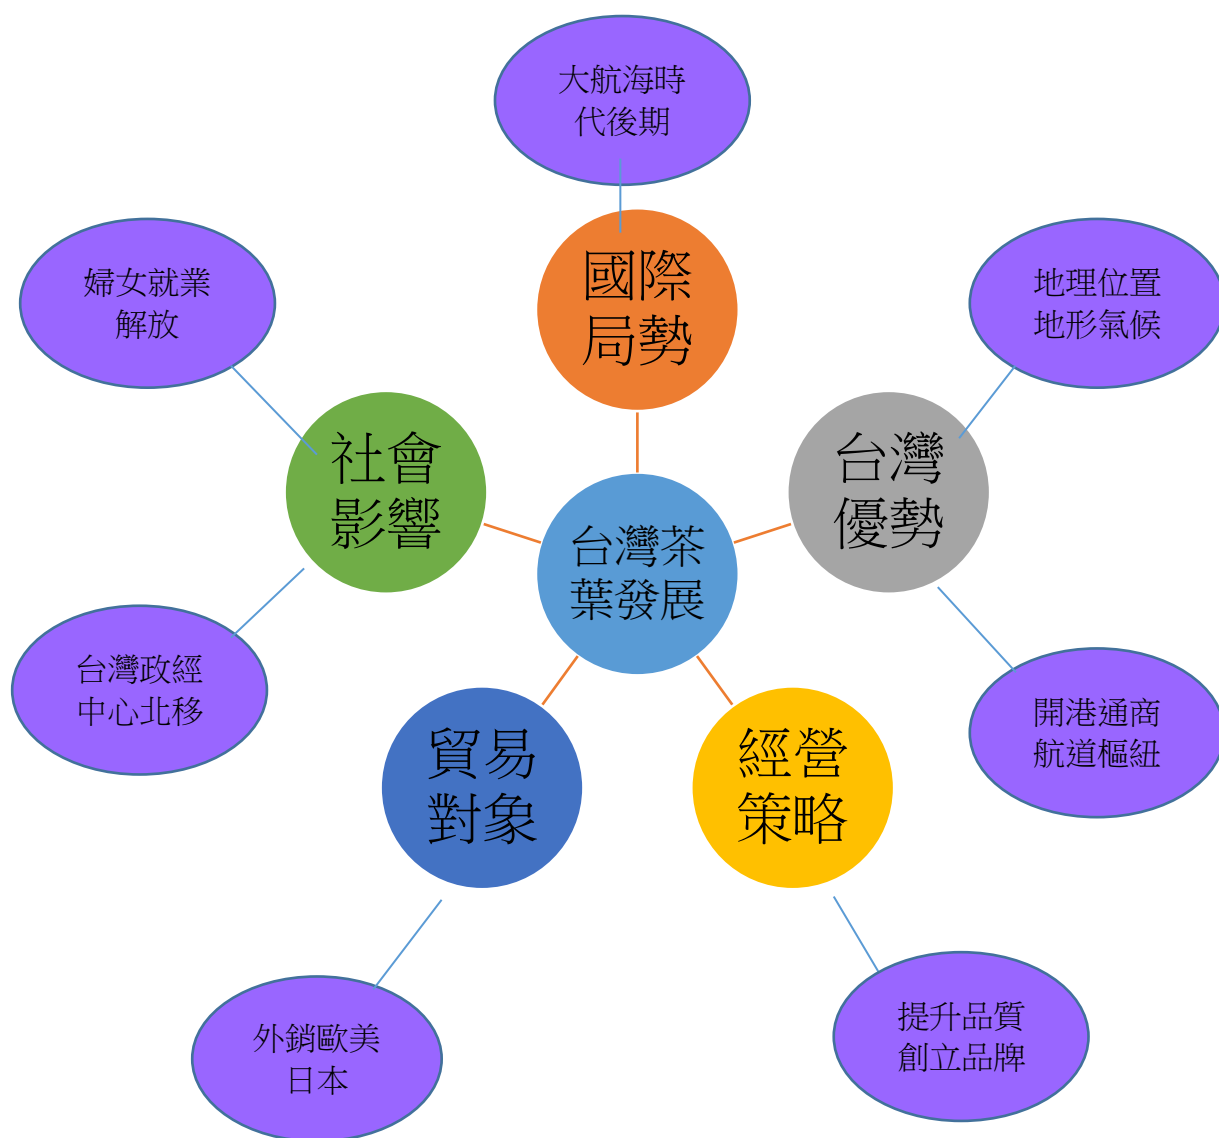 大航海時
代後期
國際
局勢
婦女就業
解放
地理位置
地形氣候
社會
影響
台灣
優勢
台灣茶
葉發展
台灣政經
中心北移
開港通商
航道樞紐
貿易
對象
經營
策略
外銷歐美
日本
提升品質
創立品牌